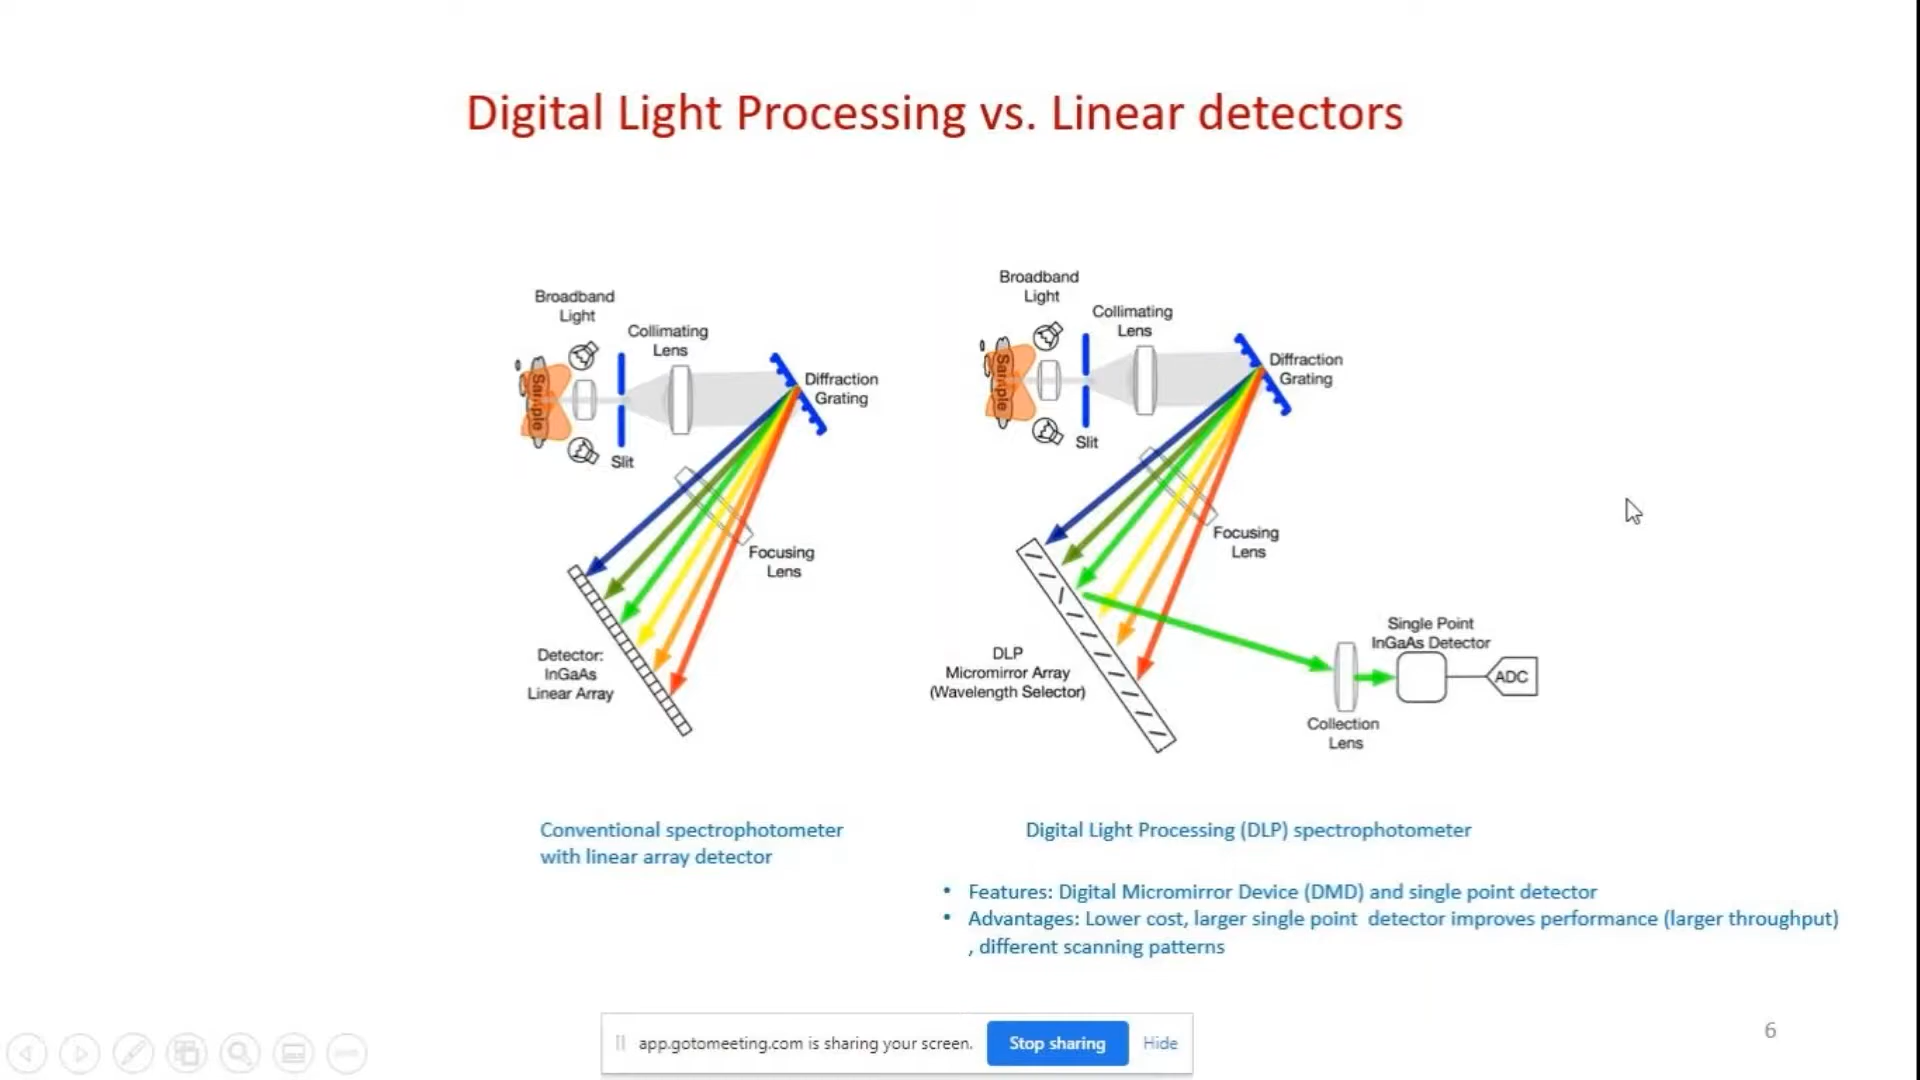 Digital Light Processing vs. Linear detectors
Broadband
Light
Collimating
Lens
Sample
Slit
Diffraction
Grating
Focusing
Lens
Detector:
InGaAs
Linear Array
Conventional spectrophotometer
with linear array detector
Broadband
Light
Collimating
Lens
Sample
Slit
Diffraction
Grating
Focusing
Lens
DLP
Micromirror Array
(Wavelength Selector)
Single Point
InGaAs Detector
ADC
Collection
Lens
Digital Light Processing (DLP) spectrophotometer
• Features: Digital Micromirror Device (DMD) and single point detector
• Advantages: Lower cost, larger single point detector improves performance (larger throughput)
, different scanning patterns
app.gotomeeting.com is sharing your screen.
Stop sharing
Hide
6